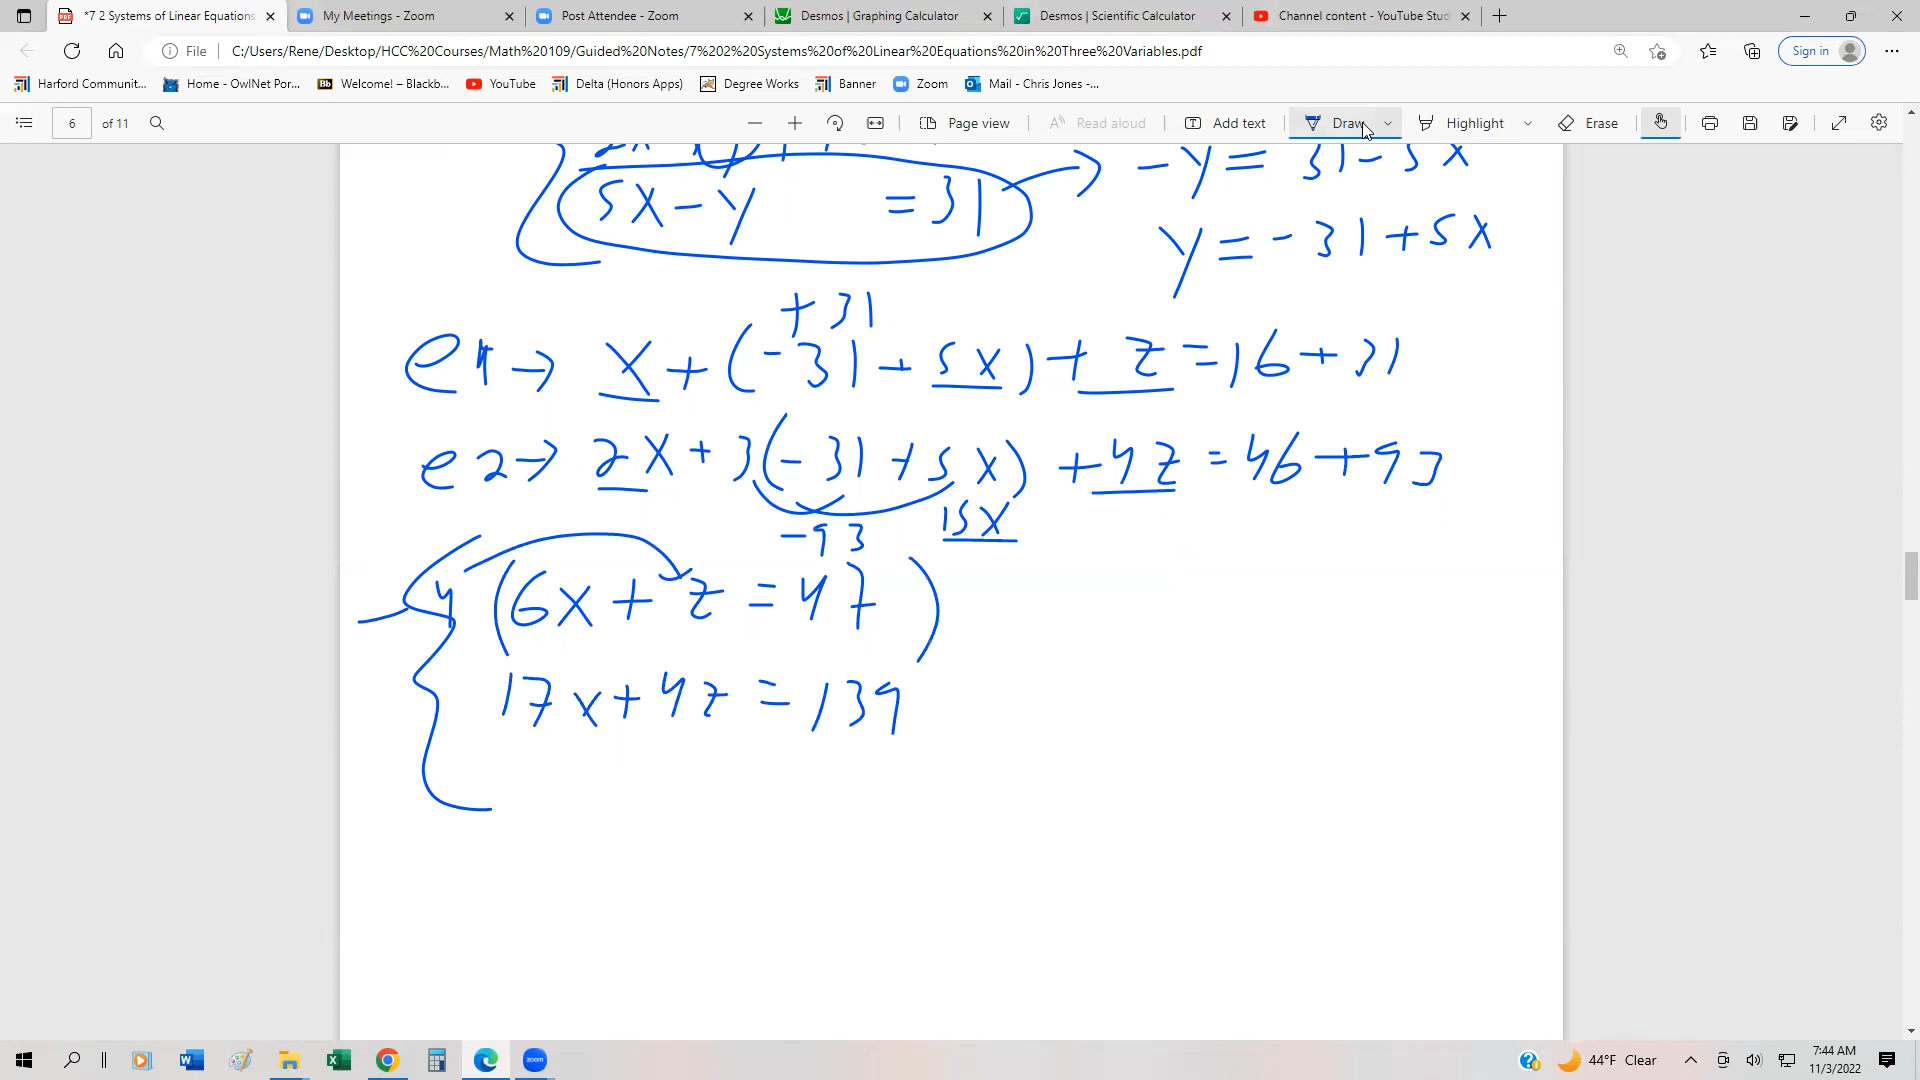 *7 2 Systems of Linear Equations
My Meetings - Zoom
Post Attendee - Zoom
Desmos | Graphing Calculator
Desmos | Scientific Calculator
Channel content - YouTube Stud
File
C:/Users/Rene/Desktop/HCC%20Courses/Math%20109/Guided%20Notes/7%202%20Systems%20of%20Linear%20Equations%20in%20Three%20Variables.pdf
Sign in
Harford Communit...
Home - OwlNet Por...
Welcome! – Blackb...
YouTube
Delta (Honors Apps)
Degree Works
Banner
Zoom
Mail - Chris Jones -...
6 of 11
Page view
Read aloud
Add text
Draw
Highlight
Erase
-y = 31-5x
5x-y =31
y = -31+5x
+31
e1→ x+(-31+5x)+z=16+31
e2→ 2x+3(-31+5x)+4z=46+93
-93 15x
-4(6x+z=47)
17x+4z=139
44°F Clear
7:44 AM
11/3/2022